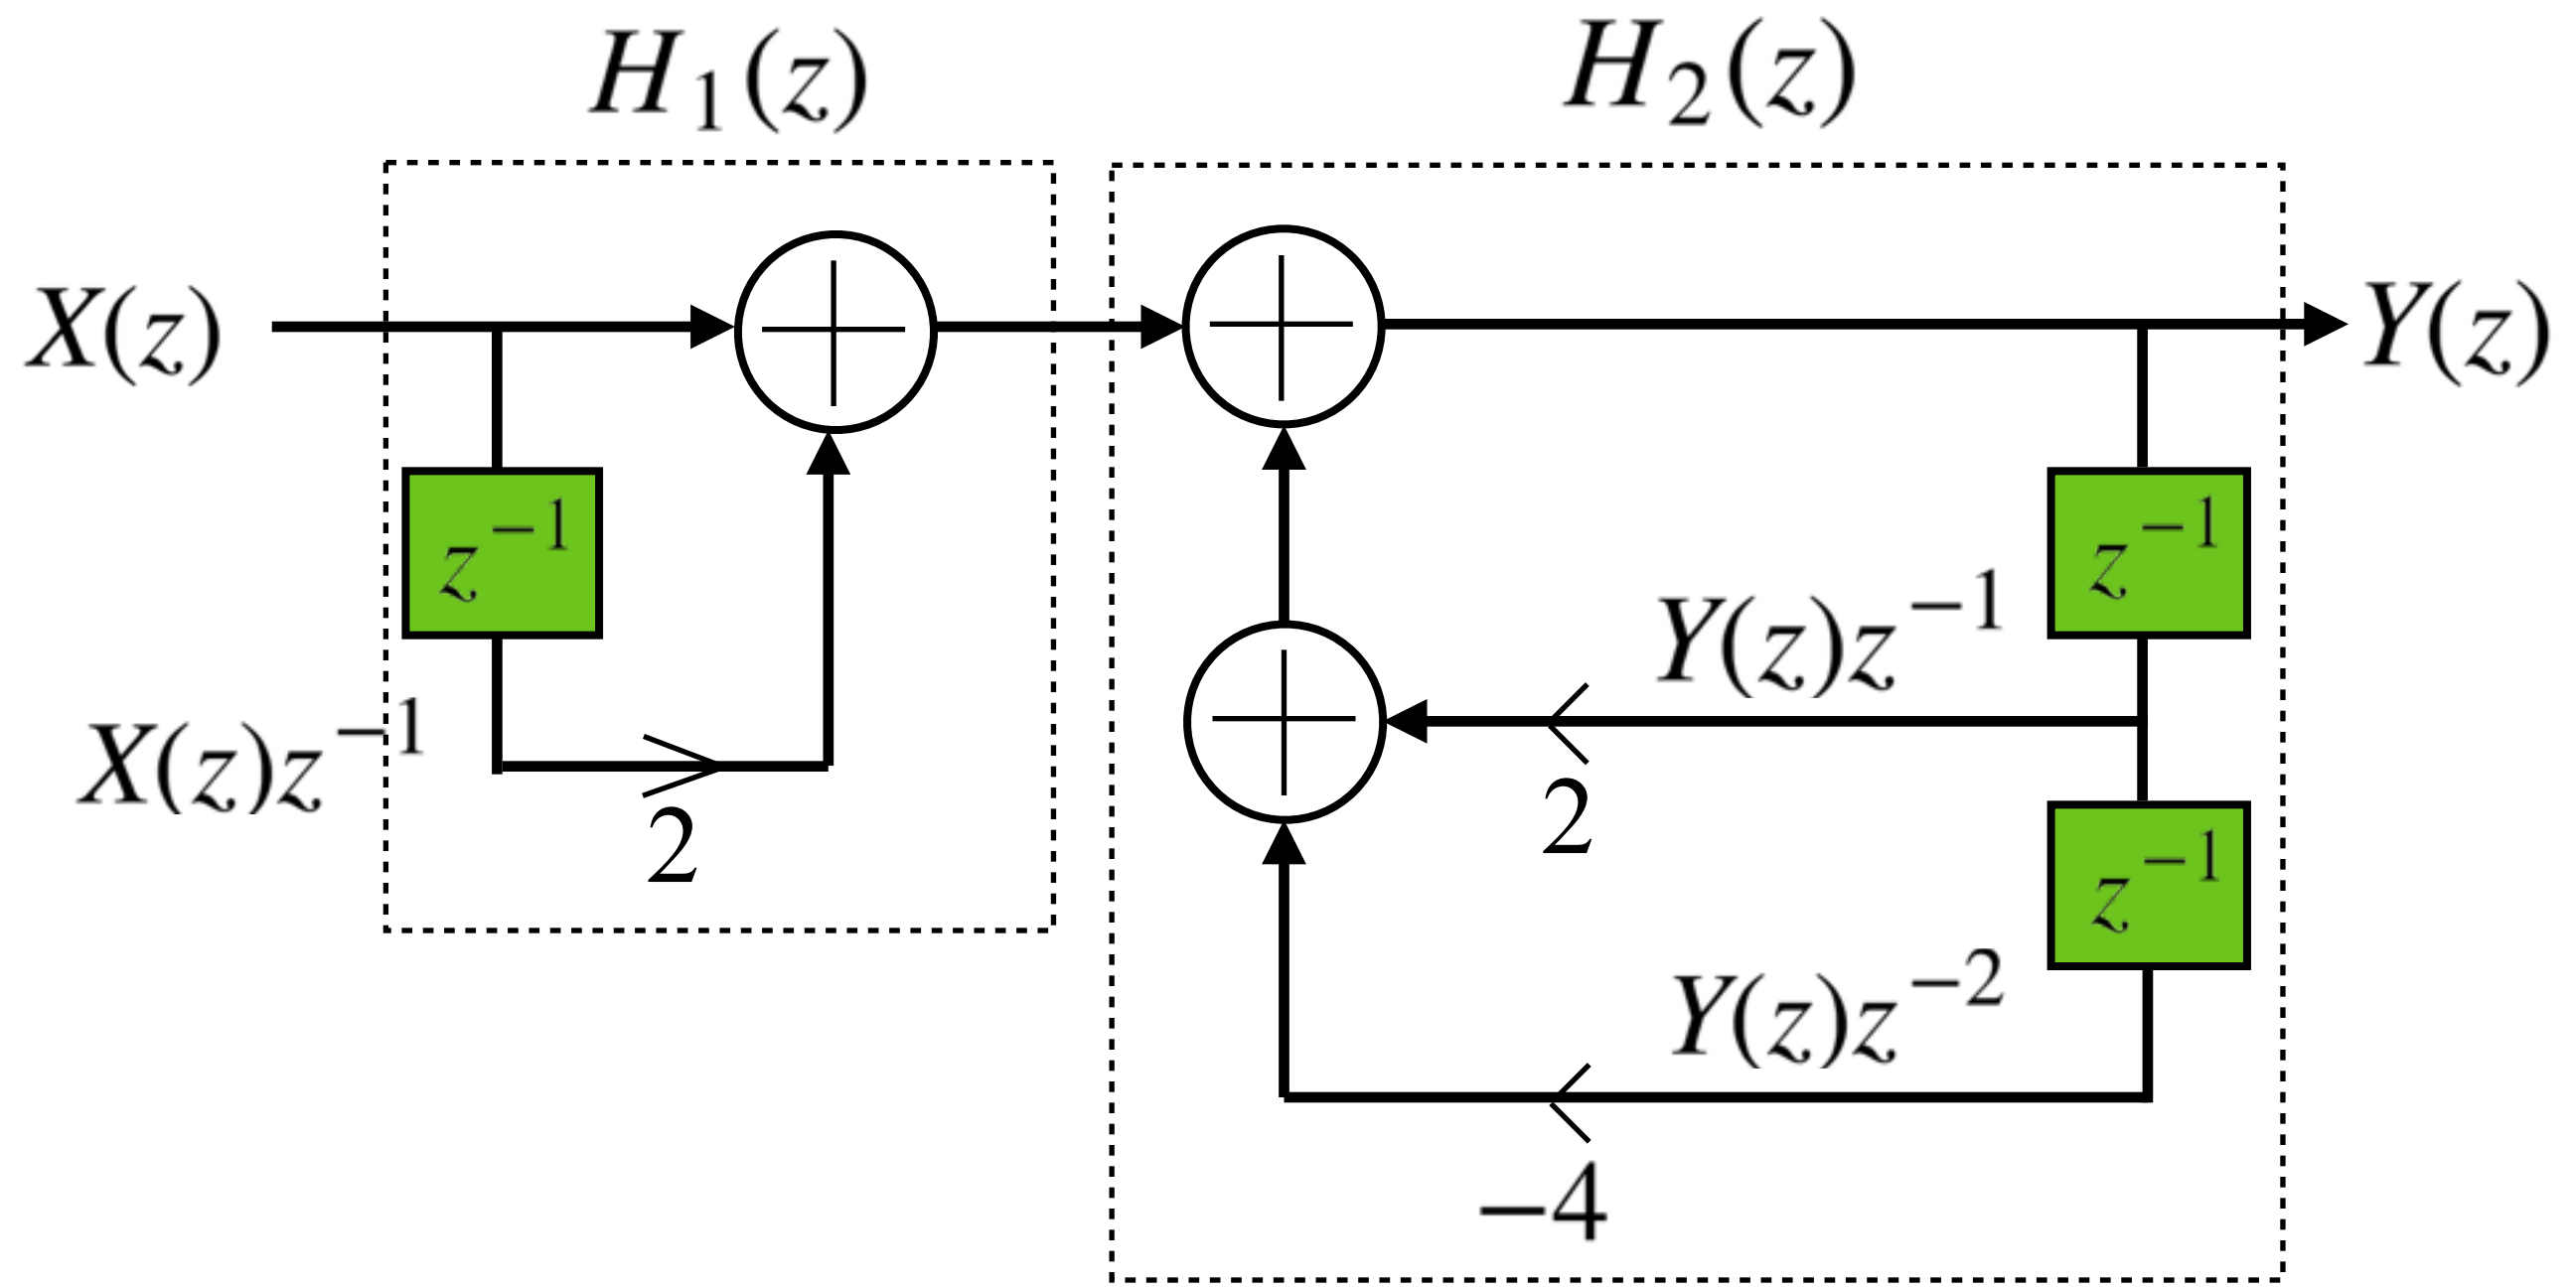 H₁(z)
H₂(z)
X(z)
Y(z)
z⁻¹
z⁻¹
Y(z)z⁻¹
X(z)z⁻¹
2
2
z⁻¹
Y(z)z⁻²
−4